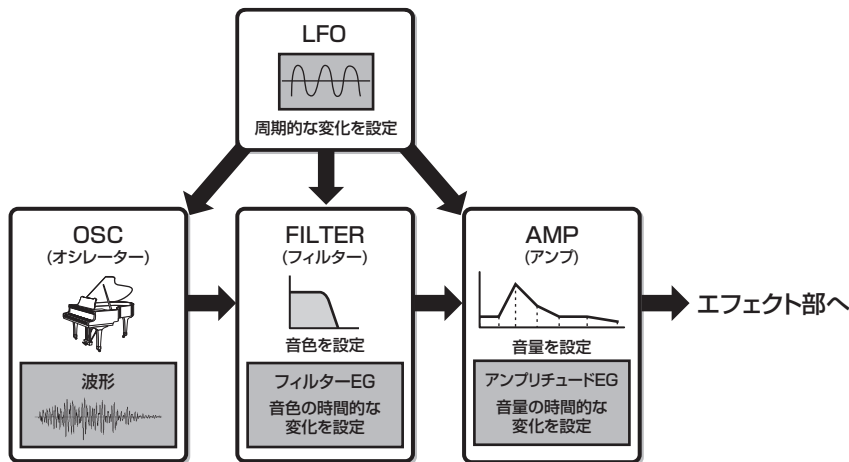 LFO
周期的な変化を設定
OSC
(オシレーター)
波形
FILTER
(フィルター)
音色を設定
フィルターEG
音色の時間的な
変化を設定
AMP
(アンプ)
音量を設定
アンプリチュードEG
音量の時間的な
変化を設定
エフェクト部へ